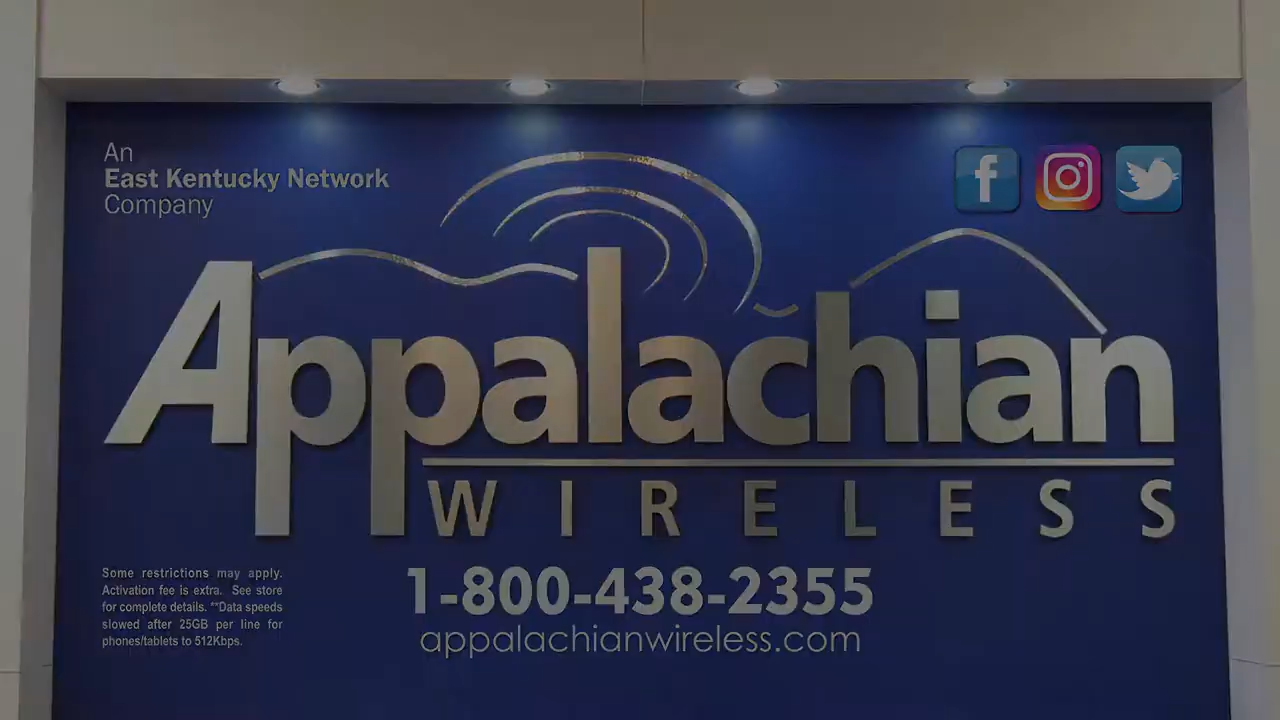 An
East Kentucky Network
Company
Appalachian
WIRELESS
1-800-438-2355
appalachianwireless.com
Some restrictions may apply.
Activation fee is extra. See store
for complete details. **Data speeds
slowed after 25GB per line for
phones/tablets to 512Kbps.